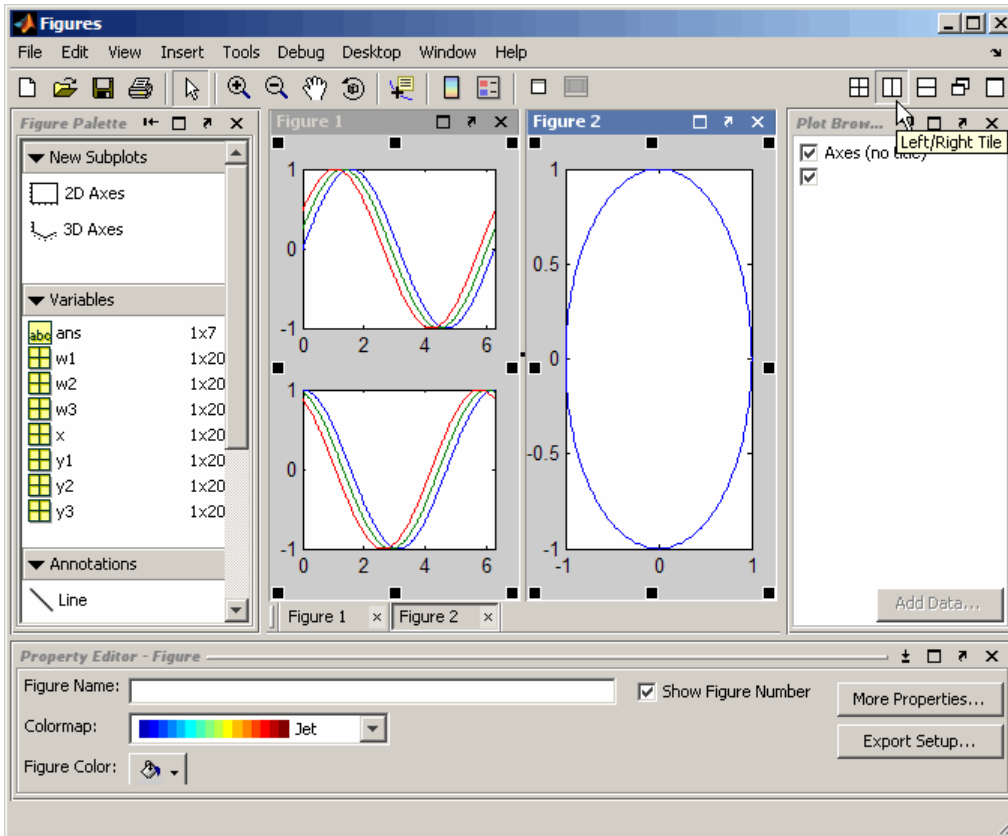 Figures
File Edit View Insert Tools Debug Desktop Window Help
Figure Palette
New Subplots
2D Axes
3D Axes
Variables
abc ans 1x7
w1 1x20
w2 1x20
w3 1x20
x 1x20
y1 1x20
y2 1x20
y3 1x20
Annotations
Line
Figure 1
1
0
-1
0 2 4 6
1
0
-1
0 2 4 6
Figure 2
1
0.5
0
-0.5
-1
-1 0 1
Figure 1 Figure 2
Plot Brow...
Left/Right Tile
Axes (no title)
Add Data...
Property Editor - Figure
Figure Name:
Show Figure Number
More Properties...
Colormap: Jet
Export Setup...
Figure Color: